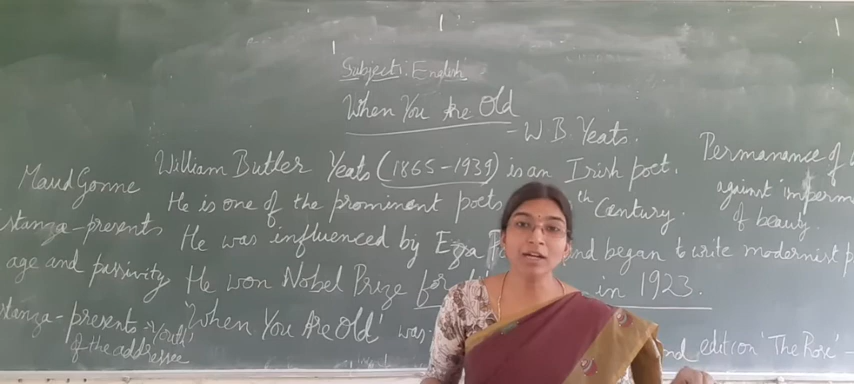 Subject: English
When You Are Old
- W. B. Yeats.
William Butler Yeats (1865-1939) is an Irish poet.
He is one of the prominent poets th Century.
He was influenced by Ezra and began to write modernist
He won Nobel Prize for in 1923.
'When You Are Old' was edition 'The Rose' -
Maud Gonne
stanza - presents
age and passivity
stanza - presents - 'youth'
of the addressee
Permanance of
against
of beauty.